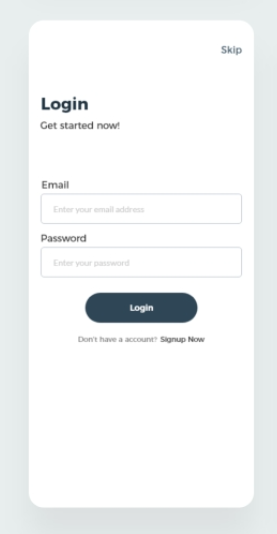 Skip
Login
Get started now!
Email
Enter your email address
Password
Enter your password
Login
Don't have a account? Signup Now